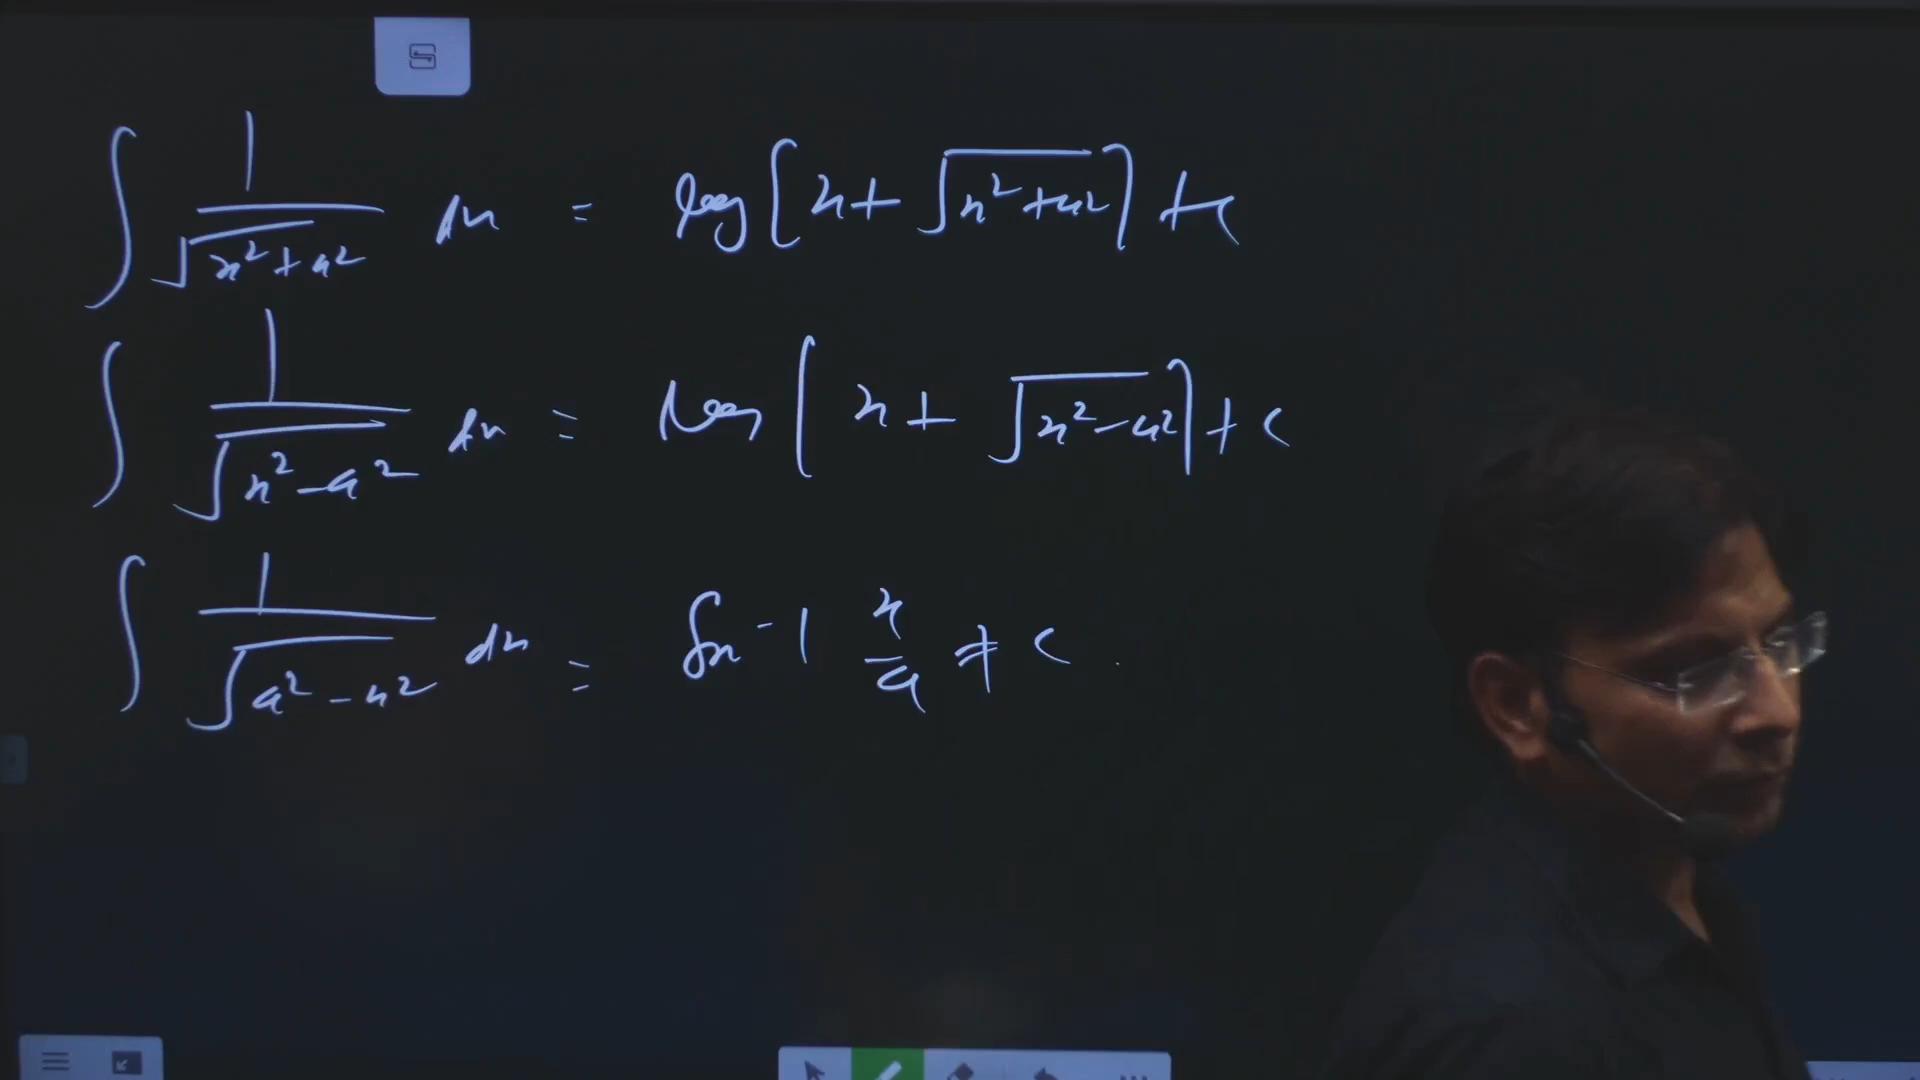 ∫ 1/√(x²+a²) dx = log[x+√(x²+a²)]+c
∫ 1/√(x²-a²) dx = log[x+√(x²-a²)]+c
∫ 1/√(a²-x²) dx = sin⁻¹ x/a + c